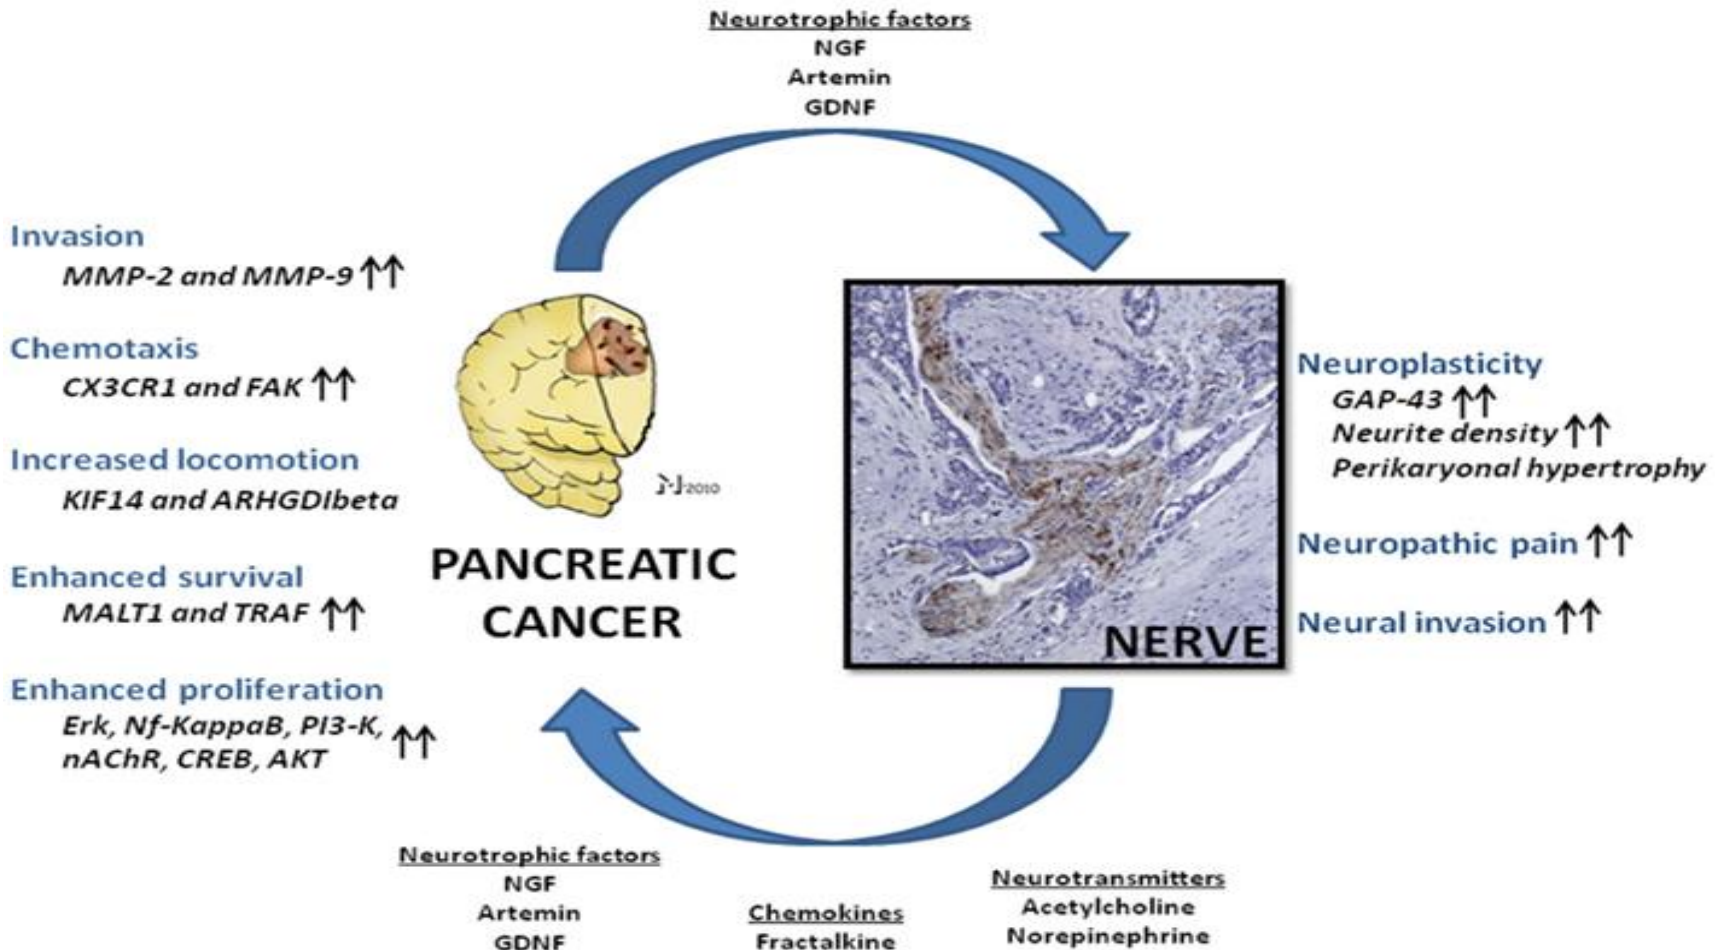 Neurotrophic factors
NGF
Artemin
GDNF
Invasion
MMP-2 and MMP-9 ↑↑
Chemotaxis
CX3CR1 and FAK ↑↑
Increased locomotion
KIF14 and ARHGDIbeta
Enhanced survival
MALT1 and TRAF ↑↑
Enhanced proliferation
Erk, Nf-KappaB, PI3-K,
nAChR, CREB, AKT ↑↑
2010
PANCREATIC
CANCER
NERVE
Neuroplasticity
GAP-43 ↑↑
Neurite density ↑↑
Perikaryonal hypertrophy
Neuropathic pain ↑↑
Neural invasion ↑↑
Neurotrophic factors
NGF
Artemin
GDNF
Chemokines
Fractalkine
Neurotransmitters
Acetylcholine
Norepinephrine